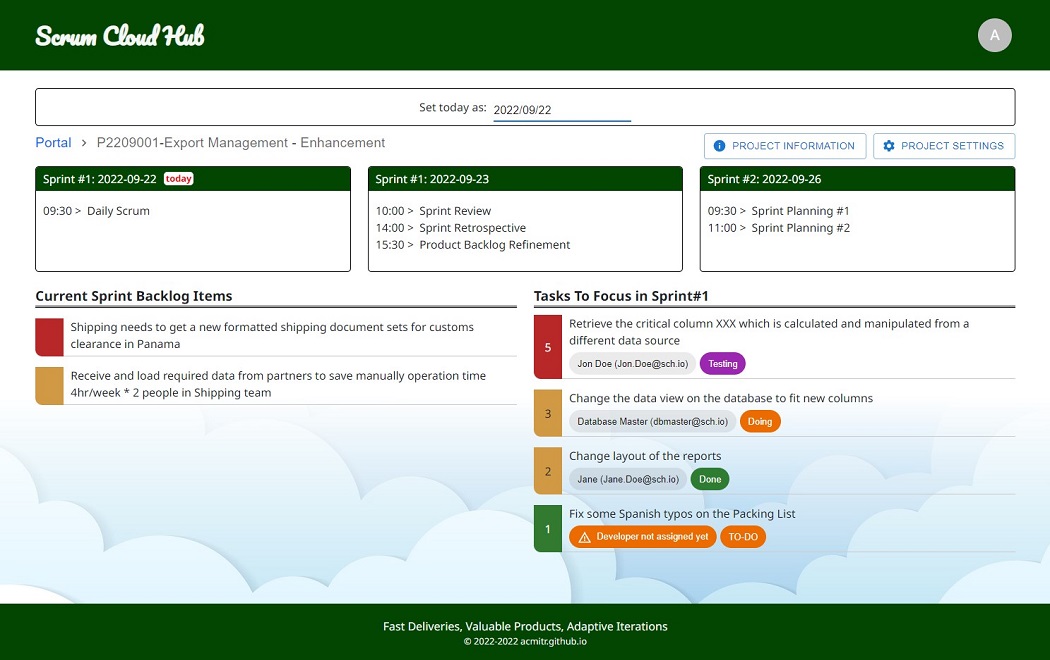 Scrum Cloud Hub
A
Set today as: 2022/09/22
Portal > P2209001-Export Management - Enhancement
PROJECT INFORMATION
PROJECT SETTINGS
Sprint #1: 2022-09-22 today
09:30 > Daily Scrum
Sprint #1: 2022-09-23
10:00 > Sprint Review
14:00 > Sprint Retrospective
15:30 > Product Backlog Refinement
Sprint #2: 2022-09-26
09:30 > Sprint Planning #1
11:00 > Sprint Planning #2
Current Sprint Backlog Items
Shipping needs to get a new formatted shipping document sets for customs
clearance in Panama
Receive and load required data from partners to save manually operation time
4hr/week * 2 people in Shipping team
Tasks To Focus in Sprint#1
5
Retrieve the critical column XXX which is calculated and manipulated from a
different data source
Jon Doe (Jon.Doe@sch.io) Testing
3
Change the data view on the database to fit new columns
Database Master (dbmaster@sch.io) Doing
2
Change layout of the reports
Jane (Jane.Doe@sch.io) Done
1
Fix some Spanish typos on the Packing List
Developer not assigned yet TO-DO
Fast Deliveries, Valuable Products, Adaptive Iterations
© 2022-2022 acmitr.github.io